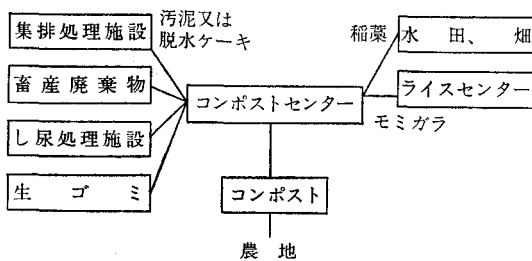 集排処理施設
汚泥又は
脱水ケーキ
稲藁
水田、畑
畜産廃棄物
コンポストセンター
ライスセンター
モミガラ
し尿処理施設
生ゴミ
コンポスト
農地